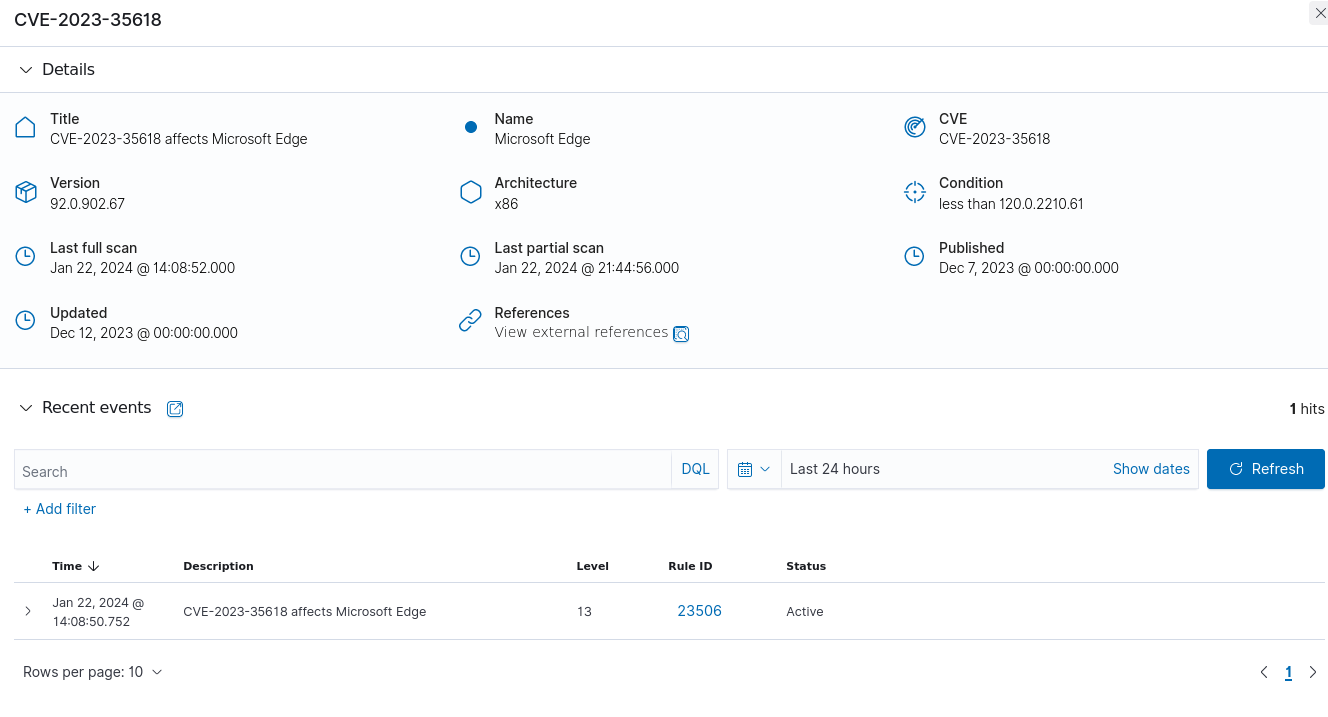 CVE-2023-35618
Details
Title
CVE-2023-35618 affects Microsoft Edge
Name
Microsoft Edge
CVE
CVE-2023-35618
Version
92.0.902.67
Architecture
x86
Condition
less than 120.0.2210.61
Last full scan
Jan 22, 2024 @ 14:08:52.000
Last partial scan
Jan 22, 2024 @ 21:44:56.000
Published
Dec 7, 2023 @ 00:00:00.000
Updated
Dec 12, 2023 @ 00:00:00.000
References
View external references
Recent events
1 hits
Search DQL Last 24 hours Show dates Refresh
+ Add filter
Time Description Level Rule ID Status
Jan 22, 2024 @
14:08:50.752
CVE-2023-35618 affects Microsoft Edge 13 23506 Active
Rows per page: 10
1